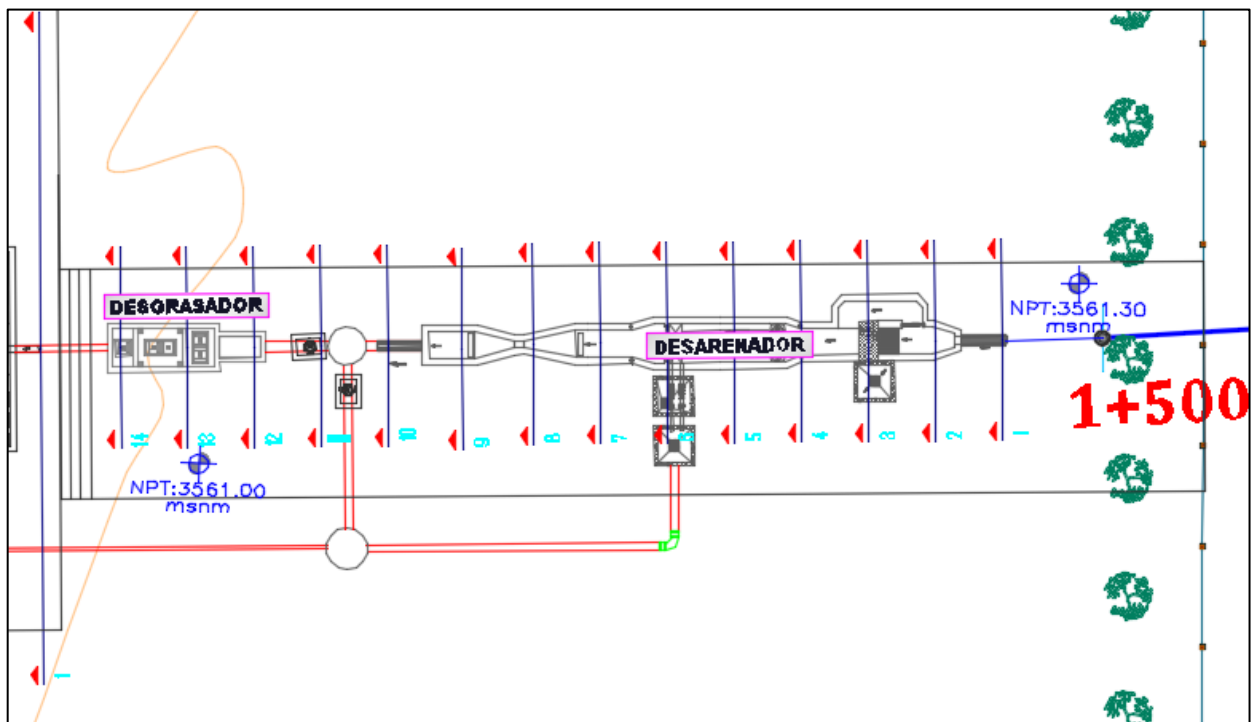 NPT:3561.30
msnm
DESGRASADOR
DESARENADOR
1+500
14
13
12
11
10
9
8
7
6
5
4
3
2
1
NPT:3561.00
msnm
1